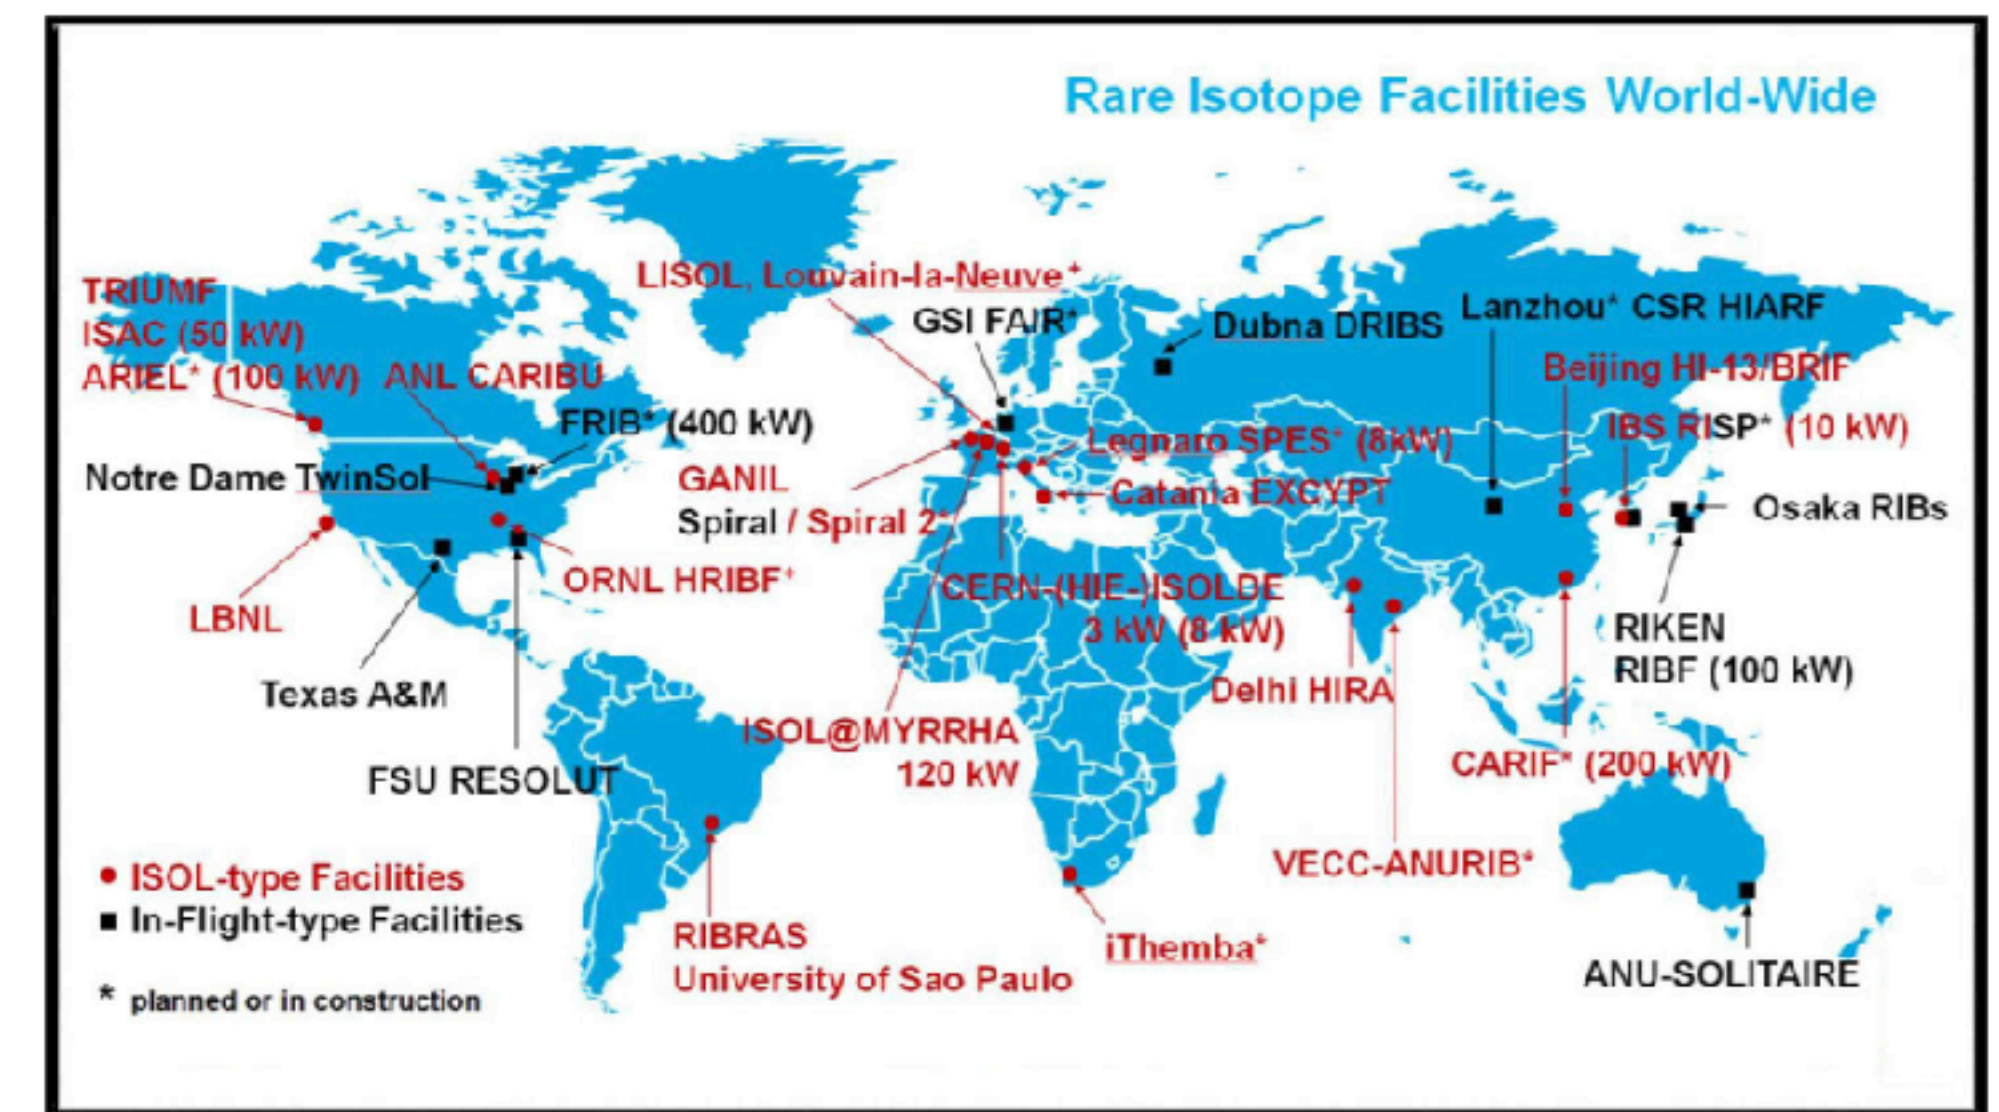 Rare Isotope Facilities World-Wide
TRIUMF
ISAC (50 kW)
ARIEL* (100 kW)
ANL CARIBU
FRIB* (400 kW)
Notre Dame TwinSol
LBNL
Texas A&M
FSU RESOLUT
ORNL HRIBF+
LISOL, Louvain-la-Neuve+
GSI FAIR*
Dubna DRIBS
Lanzhou* CSR HIARF
Beijing HI-13/BRIF
IBS RISP* (10 kW)
Legnaro SPES* (8kW)
GANIL
Spiral / Spiral 2*
Catania EXCYPT
Osaka RIBs
CERN-(HIE-)ISOLDE
3 kW (8 kW)
RIKEN
RIBF (100 kW)
Delhi HIRA
ISOL@MYRRHA
120 kW
CARIF* (200 kW)
VECC-ANURIB*
RIBRAS
University of Sao Paulo
iThemba*
ANU-SOLITAIRE
ISOL-type Facilities
In-Flight-type Facilities
* planned or in construction